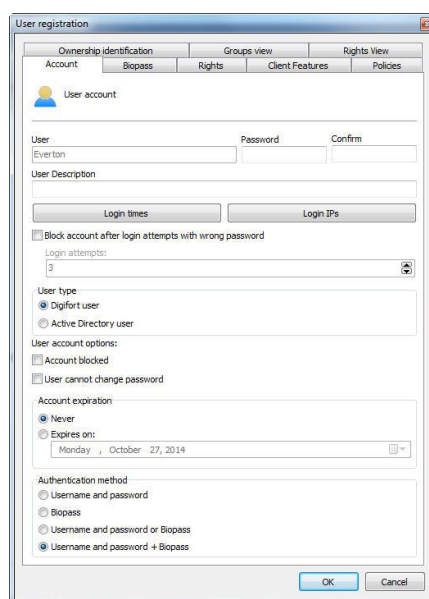 User registration
Ownership identification Groups view Rights View
Account Biopass Rights Client Features Policies
User account
User Password Confirm
Everton
User Description
Login times Login IPs
Block account after login attempts with wrong password
Login attempts:
3
User type
Digifort user
Active Directory user
User account options:
Account blocked
User cannot change password
Account expiration
Never
Expires on:
Monday , October 27, 2014
Authentication method
Username and password
Biopass
Username and password or Biopass
Username and password + Biopass
OK Cancel